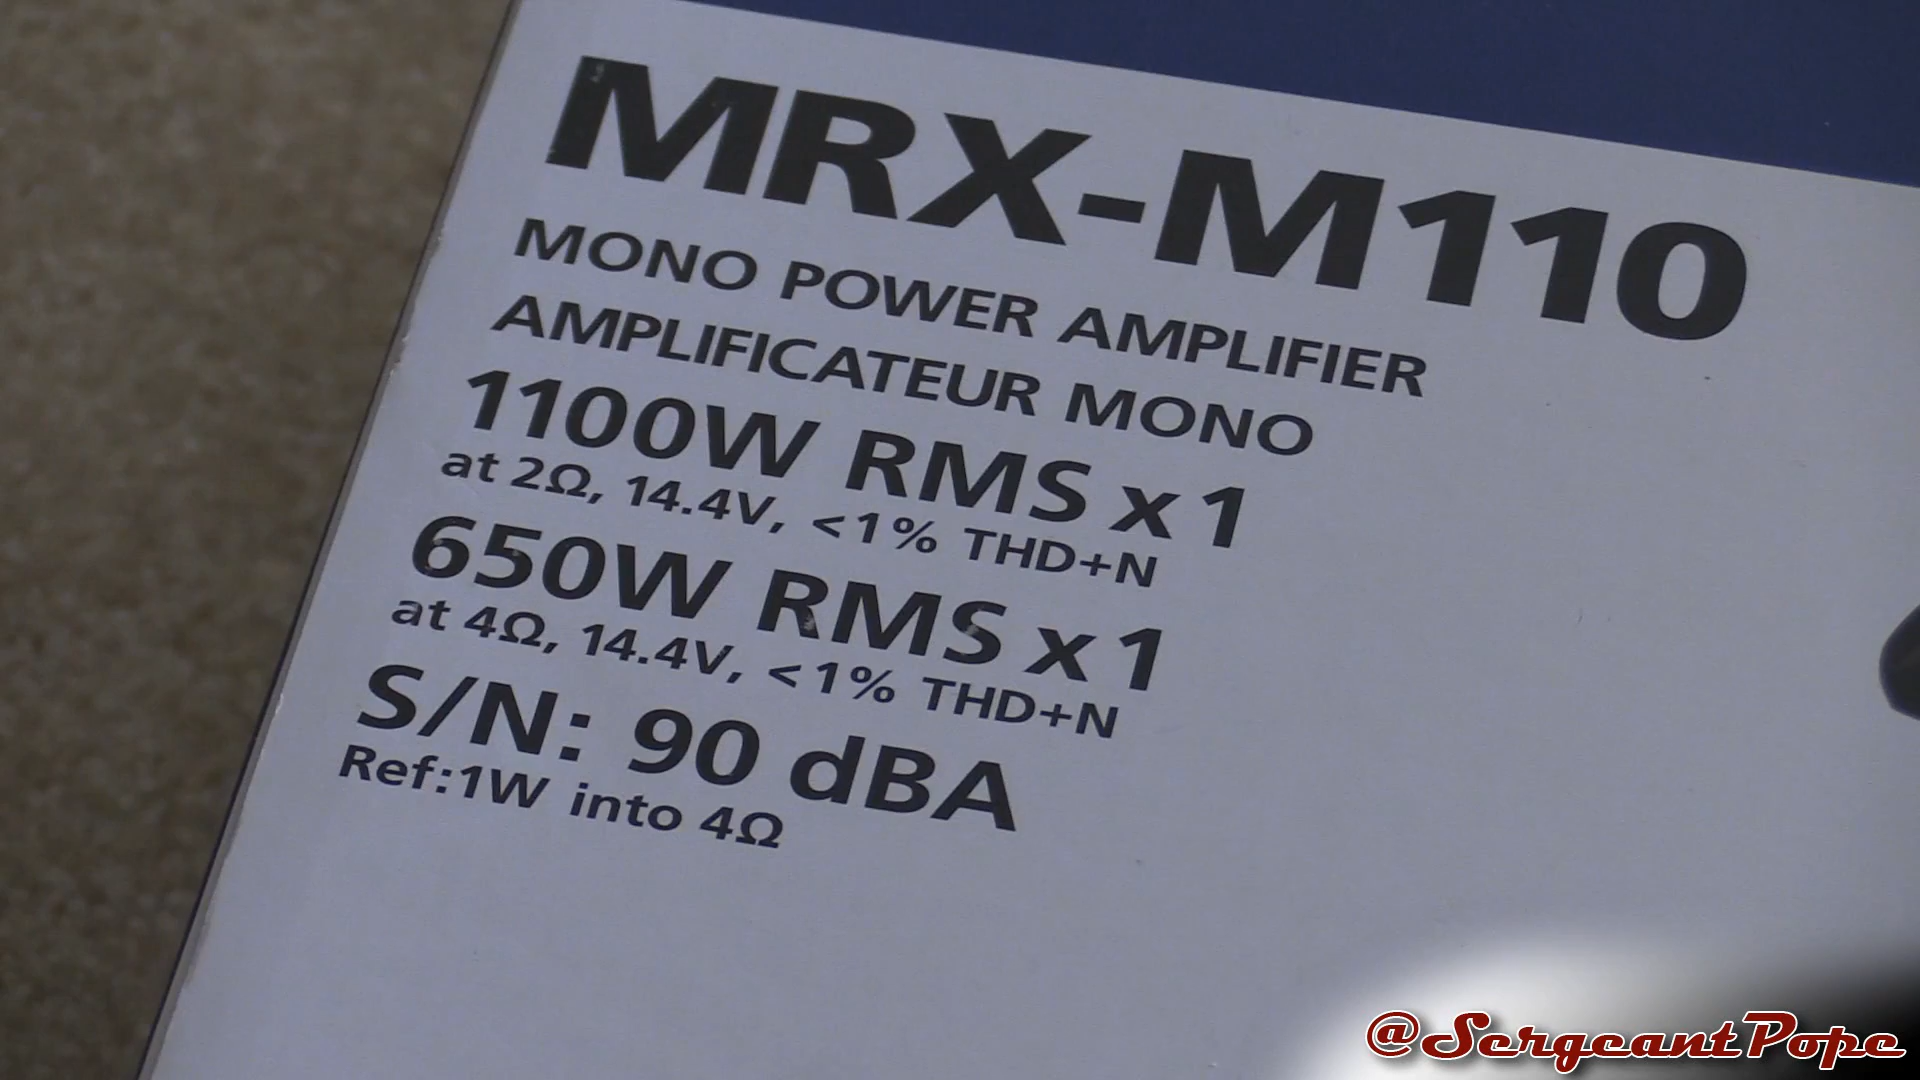 MRX-M110
MONO POWER AMPLIFIER
AMPLIFICATEUR MONO
1100W RMS x 1
at 2Ω, 14.4V, <1% THD+N
650W RMS x 1
at 4Ω, 14.4V, <1% THD+N
S/N: 90 dBA
Ref:1W into 4Ω
@SergeantPope